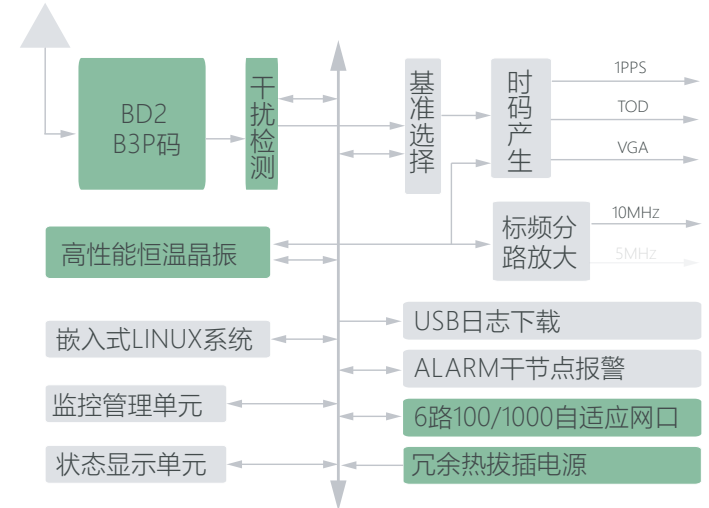 BD2
B3P码
干扰检测
基准选择
时码产生
1PPS
TOD
VGA
标频分
路放大
10MHz
5MHz
高性能恒温晶振
嵌入式LINUX系统
监控管理单元
状态显示单元
USB日志下载
ALARM干节点报警
6路100/1000自适应网口
冗余热拔插电源